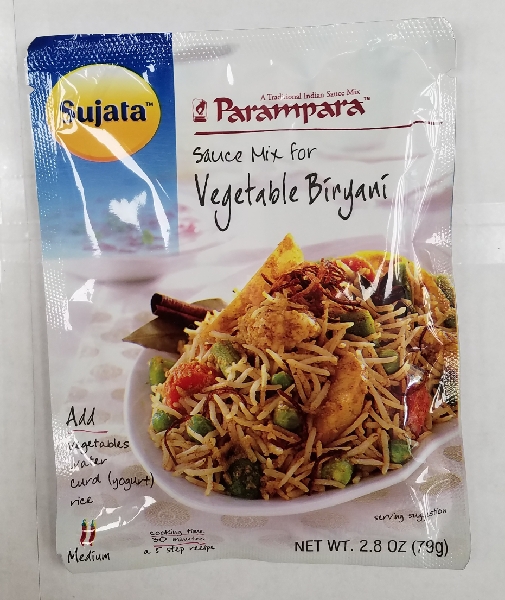 Sujata™
A Traditional Indian Sauce Mix
Parampara™
Sauce Mix for
Vegetable Biryani
Add
vegetables
water
curd (yogurt)
rice
Medium
cooking time
30 minutes
a 5 step recipe
serving suggestion
NET WT. 2.8 OZ (79g)